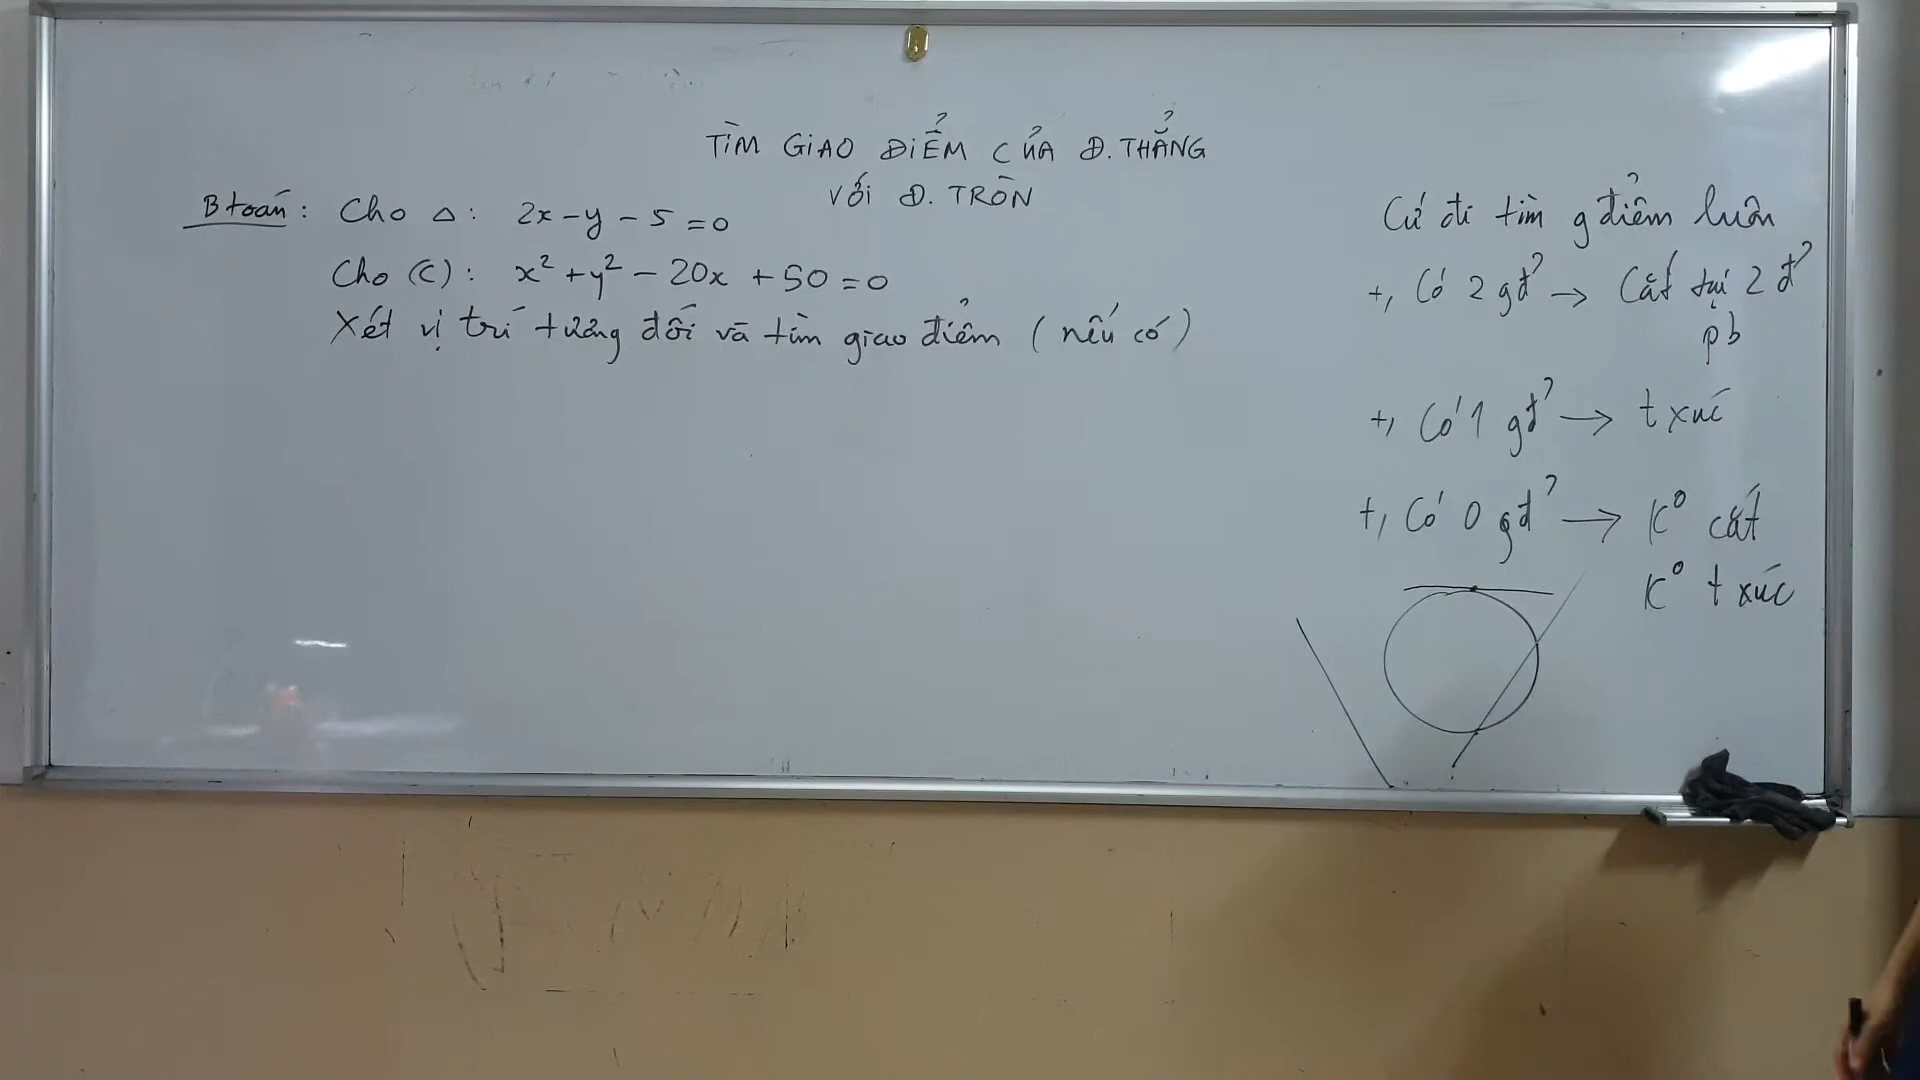 TÌM GIAO ĐIỂM CỦA Đ. THẲNG
VỚI Đ. TRÒN
B toán: Cho Δ: 2x - y - 5 = 0
Cho (C): x² + y² - 20x + 50 = 0
Xét vị trí tương đối và tìm giao điểm (nếu có)
Cứ đi tìm g điểm luôn
+, Có 2 gđ̉ → Cắt tại 2 đ̉
pb
+, Có 1 gđ̉ → t xúc
+, Có 0 gđ̉ → K⁰ cắt
K⁰ t xúc